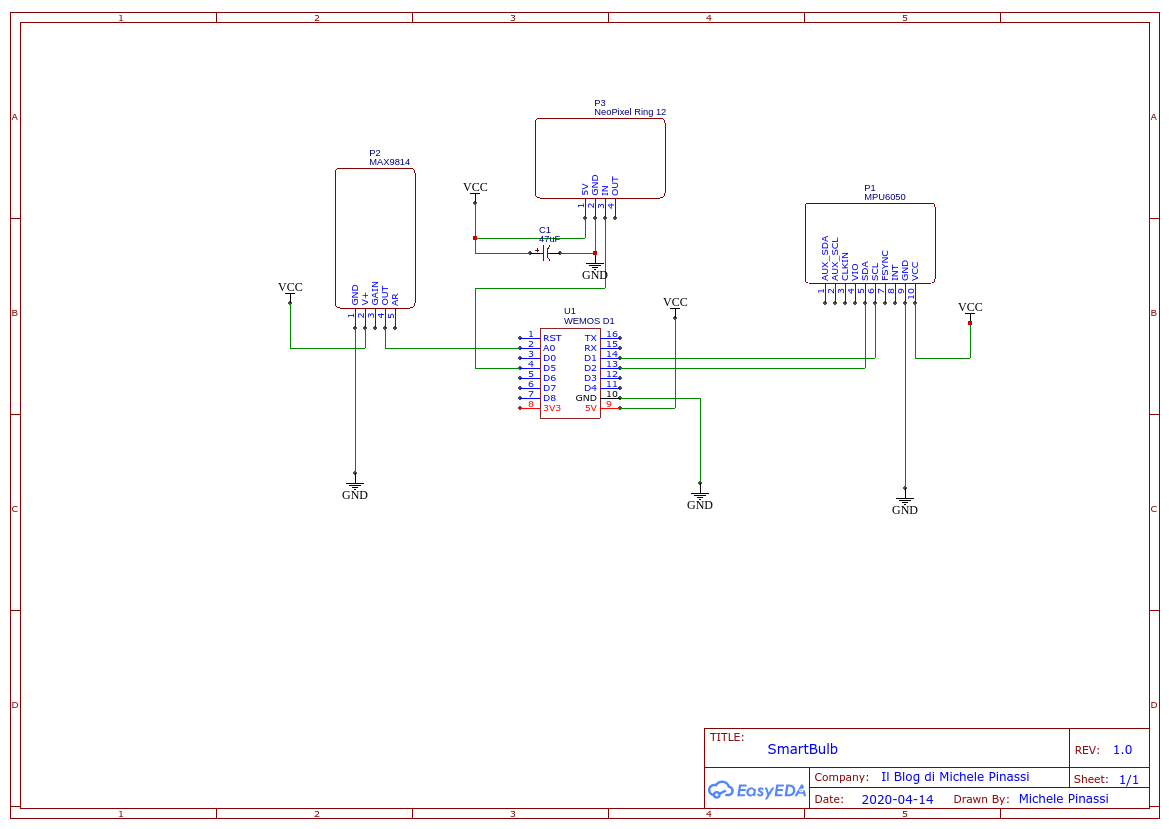 1 2 3 4 5
A A
B B
C C
D D
P3
NeoPixel Ring 12
5V
GND
IN
OUT
1 2 3 4
P2
MAX9814
GND
V+
GAIN
OUT
AR
1 2 3 4 5
VCC
VCC
C1
47uF
+
GND
P1
MPU6050
AUX_SDA
AUX_SCL
CLKIN
VIO
SDA
SCL
FSYNC
INT
GND
VCC
1 2 3 4 5 6 7 8 9 10
VCC
VCC
U1
WEMOS D1
1 RST TX 16
2 A0 RX 15
3 D0 D1 14
4 D5 D2 13
5 D6 D3 12
6 D7 D4 11
7 D8 GND 10
8 3V3 5V 9
GND
GND
GND
TITLE:
SmartBulb
REV: 1.0
EasyEDA
Company: Il Blog di Michele Pinassi
Sheet: 1/1
Date: 2020-04-14 Drawn By: Michele Pinassi
1 2 3 4 5